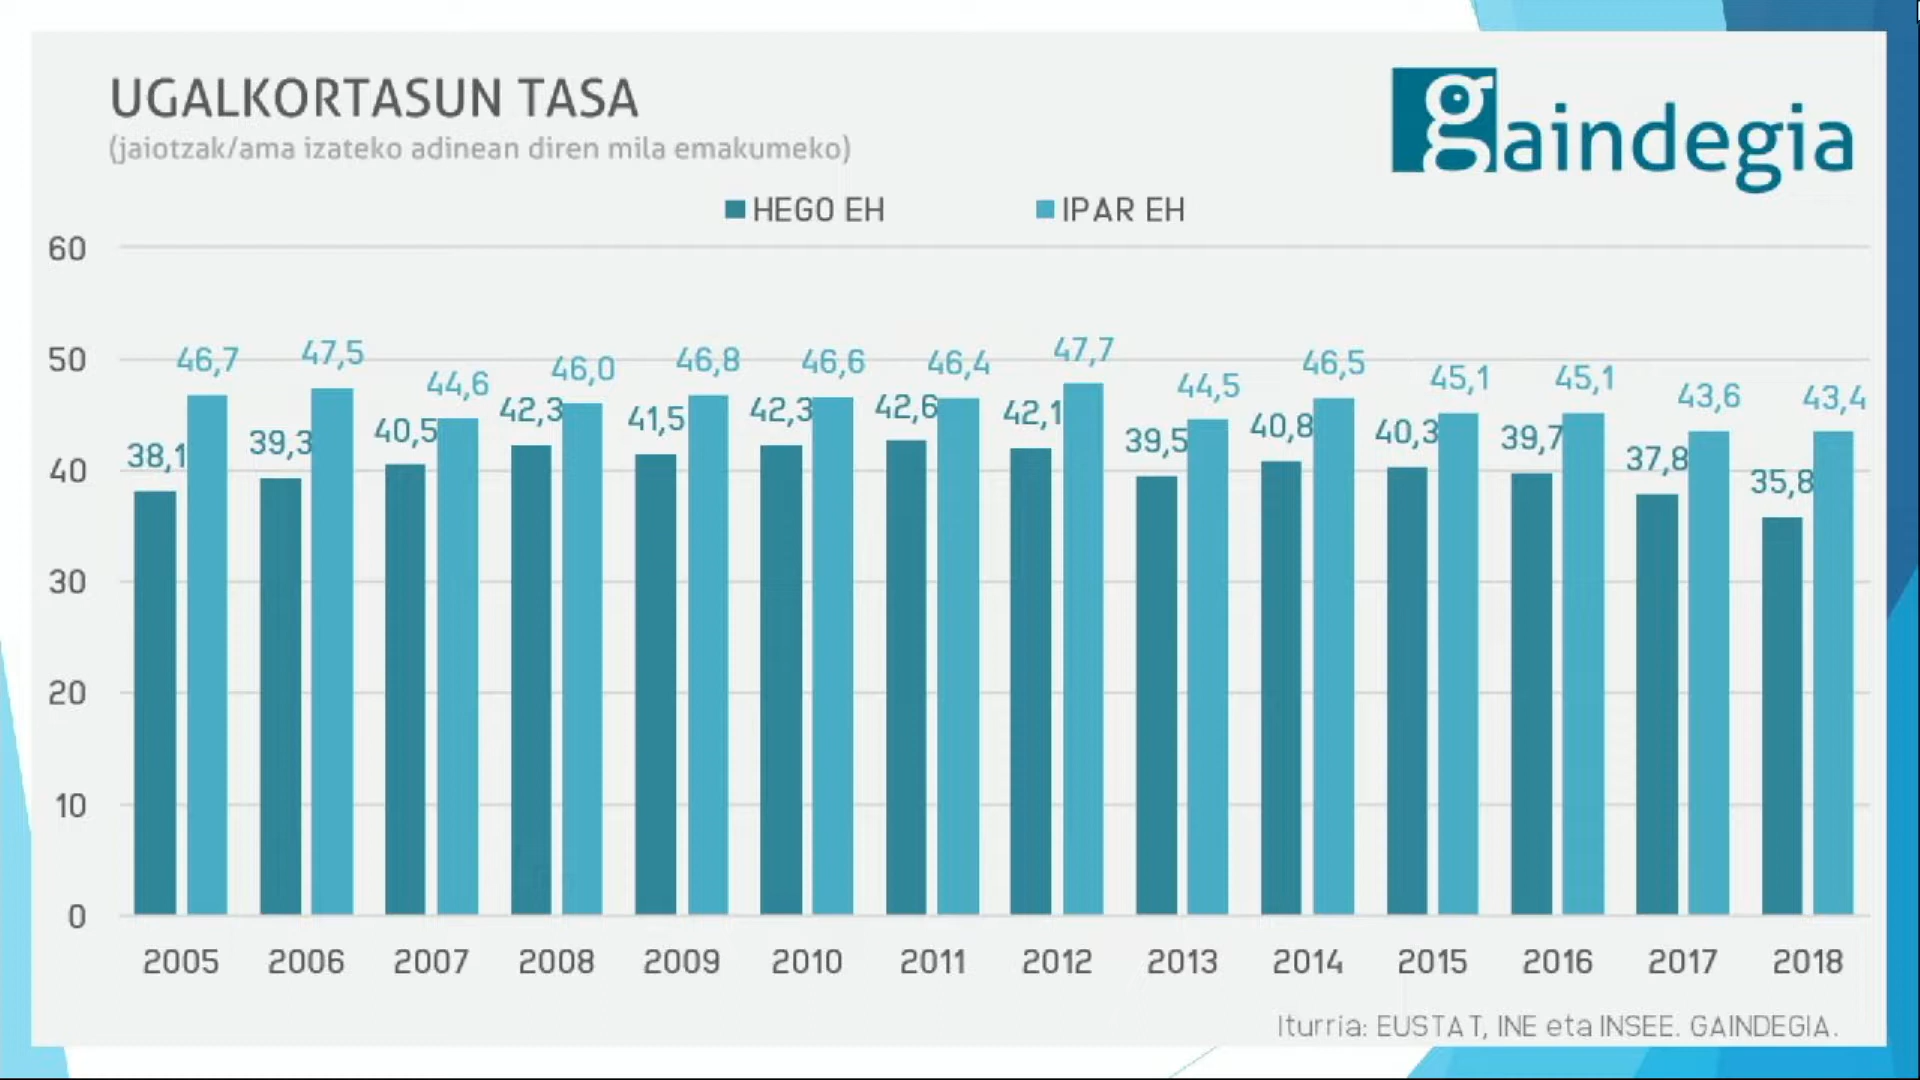 UGALKORTASUN TASA
(jaiotzak/ama izateko adinean diren mila emakumeko)
gaindegia
HEGO EH IPAR EH
60
50
40
30
20
10
0
46,7 47,5 44,6 46,0 46,8 46,6 46,4 47,7 44,5 46,5 45,1 45,1 43,6 43,4
38,1 39,3 40,5 42,3 41,5 42,3 42,6 42,1 39,5 40,8 40,3 39,7 37,8 35,8
2005 2006 2007 2008 2009 2010 2011 2012 2013 2014 2015 2016 2017 2018
Iturria: EUSTAT, INE eta INSEE. GAINDEGIA.